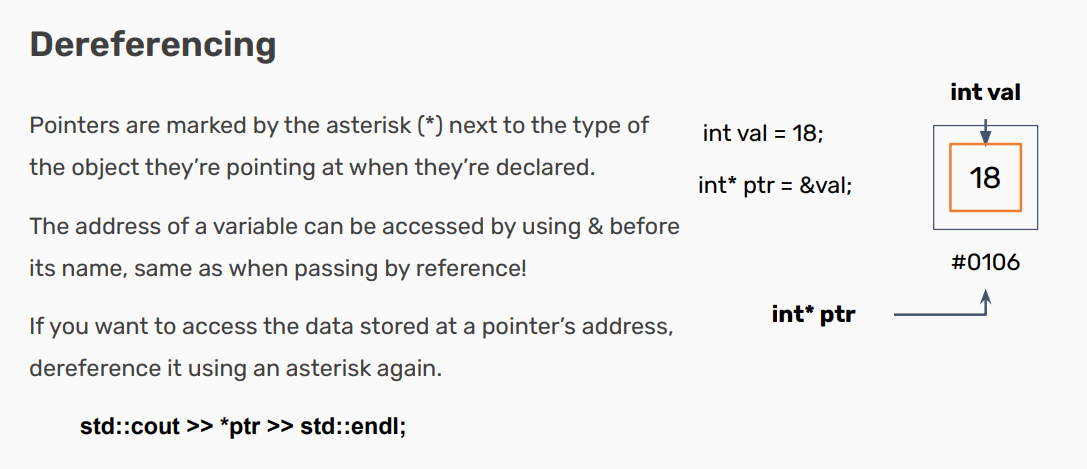 Dereferencing
Pointers are marked by the asterisk (*) next to the type of
the object they’re pointing at when they’re declared.
The address of a variable can be accessed by using & before
its name, same as when passing by reference!
If you want to access the data stored at a pointer’s address,
dereference it using an asterisk again.
std::cout >> *ptr >> std::endl;
int val = 18;
int* ptr = &val;
int val
18
#0106
int* ptr